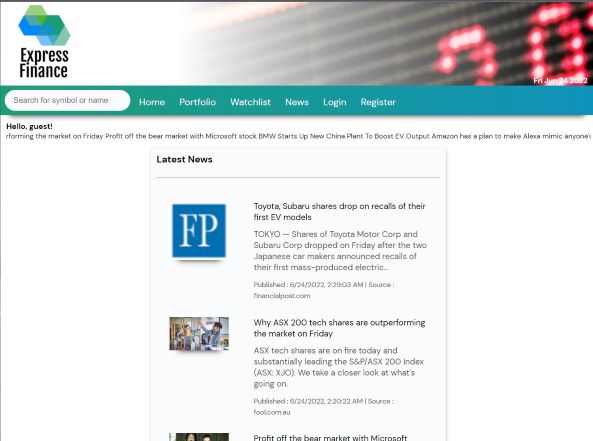 Express
Finance
Fri Jun 24 2022
Search for symbol or name
Home Portfolio Watchlist News Login Register
Hello, guest!
rforming the market on Friday Profit off the bear market with Microsoft stock BMW Starts Up New China Plant To Boost EV Output Amazon has a plan to make Alexa mimic anyone's
Latest News
FP
Toyota, Subaru shares drop on recalls of their
first EV models
TOKYO — Shares of Toyota Motor Corp and
Subaru Corp dropped on Friday after the two
Japanese car makers announced recalls of
their first mass-produced electric...
Published : 6/24/2022, 2:29:03 AM | Source :
financialpost.com
Why ASX 200 tech shares are outperforming
the market on Friday
ASX tech shares are on fire today and
substantially leading the S&P/ASX 200 Index
(ASX: XJO). We take a closer look at what's
going on.
Published : 6/24/2022, 2:20:22 AM | Source :
fool.com.au
Profit off the bear market with Microsoft